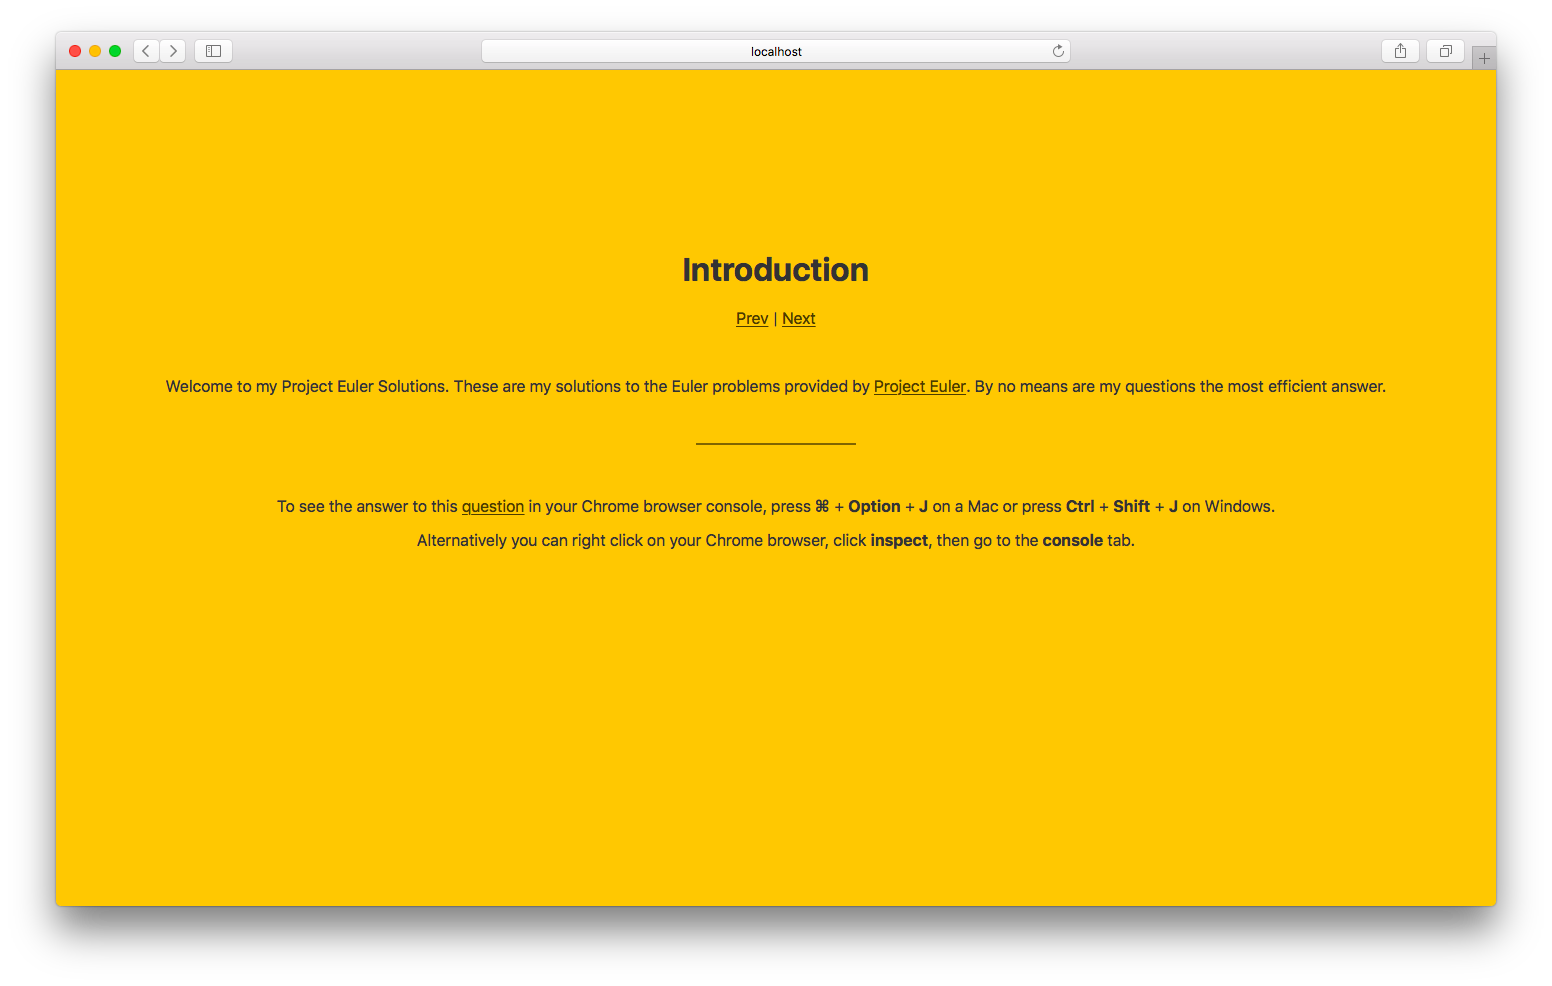 localhost
Introduction
Prev | Next
Welcome to my Project Euler Solutions. These are my solutions to the Euler problems provided by Project Euler. By no means are my questions the most efficient answer.
To see the answer to this question in your Chrome browser console, press ⌘ + Option + J on a Mac or press Ctrl + Shift + J on Windows.
Alternatively you can right click on your Chrome browser, click inspect, then go to the console tab.